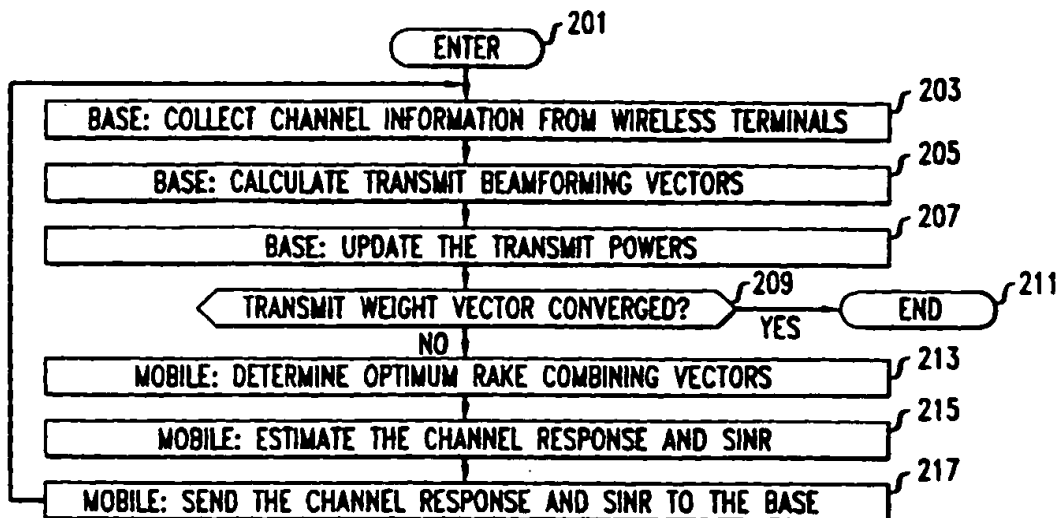 ENTER
201
203
BASE: COLLECT CHANNEL INFORMATION FROM WIRELESS TERMINALS
205
BASE: CALCULATE TRANSMIT BEAMFORMING VECTORS
207
BASE: UPDATE THE TRANSMIT POWERS
209
TRANSMIT WEIGHT VECTOR CONVERGED?
YES
END
211
NO
213
MOBILE: DETERMINE OPTIMUM RAKE COMBINING VECTORS
215
MOBILE: ESTIMATE THE CHANNEL RESPONSE AND SINR
217
MOBILE: SEND THE CHANNEL RESPONSE AND SINR TO THE BASE